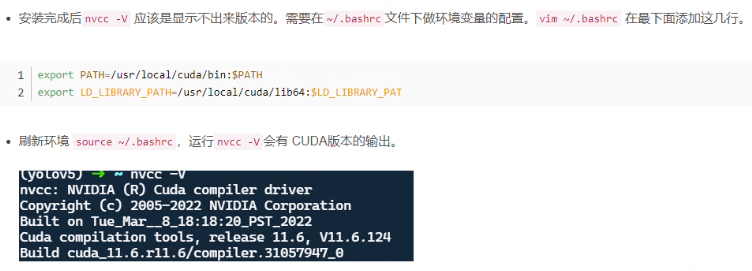 安装完成后 nvcc -V 应该是显示不出来版本的。需要在 ~/.bashrc 文件下做环境变量的配置。vim ~/.bashrc 在最下面添加这几行。
1 export PATH=/usr/local/cuda/bin:$PATH
2 export LD_LIBRARY_PATH=/usr/local/cuda/lib64:$LD_LIBRARY_PAT
刷新环境 source ~/.bashrc，运行 nvcc -V 会有 CUDA版本的输出。
(yolov5) ➜ ~ nvcc -V
nvcc: NVIDIA (R) Cuda compiler driver
Copyright (c) 2005-2022 NVIDIA Corporation
Built on Tue_Mar__8_18:18:20_PST_2022
Cuda compilation tools, release 11.6, V11.6.124
Build cuda_11.6.r11.6/compiler.31057947_0